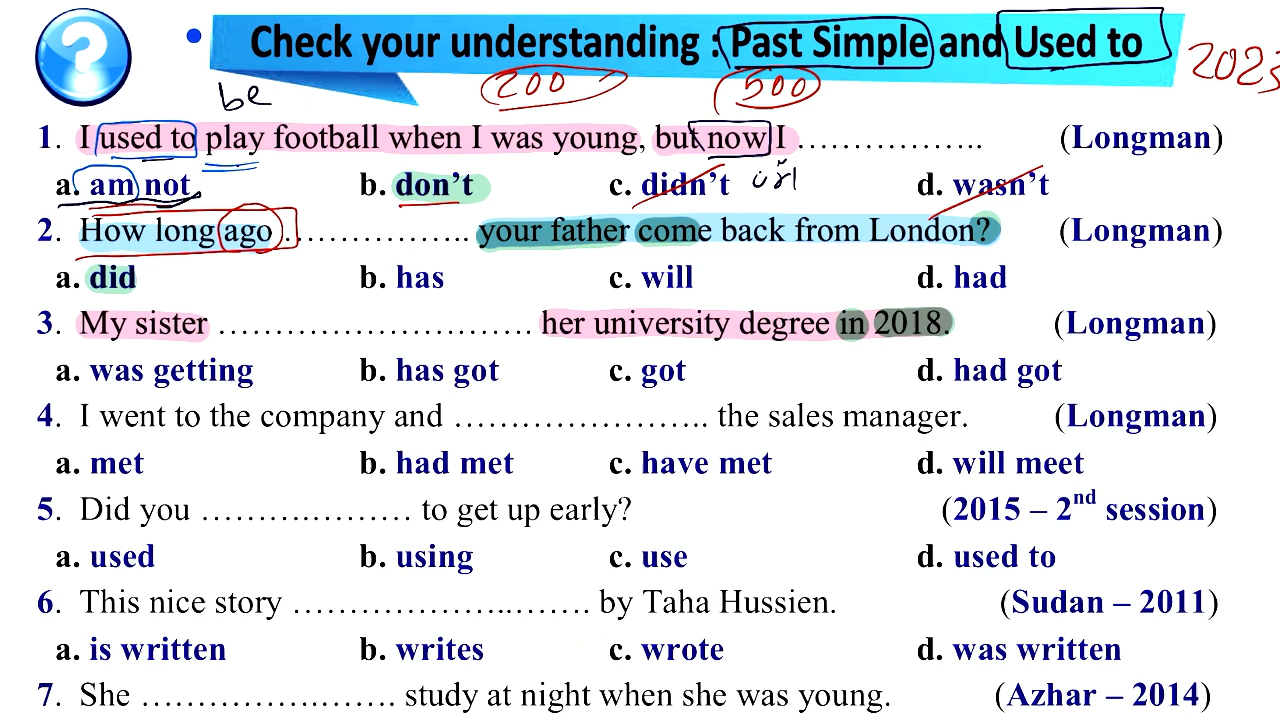 ?
• Check your understanding : Past Simple and Used to
200 500 2023
be
1. I used to play football when I was young, but now I …………….. (Longman)
a. am not b. don't c. didn't d. wasn't
2. How long ago ……………….. your father come back from London? (Longman)
a. did b. has c. will d. had
3. My sister ………………………. her university degree in 2018. (Longman)
a. was getting b. has got c. got d. had got
4. I went to the company and ………………….. the sales manager. (Longman)
a. met b. had met c. have met d. will meet
5. Did you ……….……… to get up early? (2015 – 2nd session)
a. used b. using c. use d. used to
6. This nice story ………………..……. by Taha Hussien. (Sudan – 2011)
a. is written b. writes c. wrote d. was written
7. She …………….……. study at night when she was young. (Azhar – 2014)